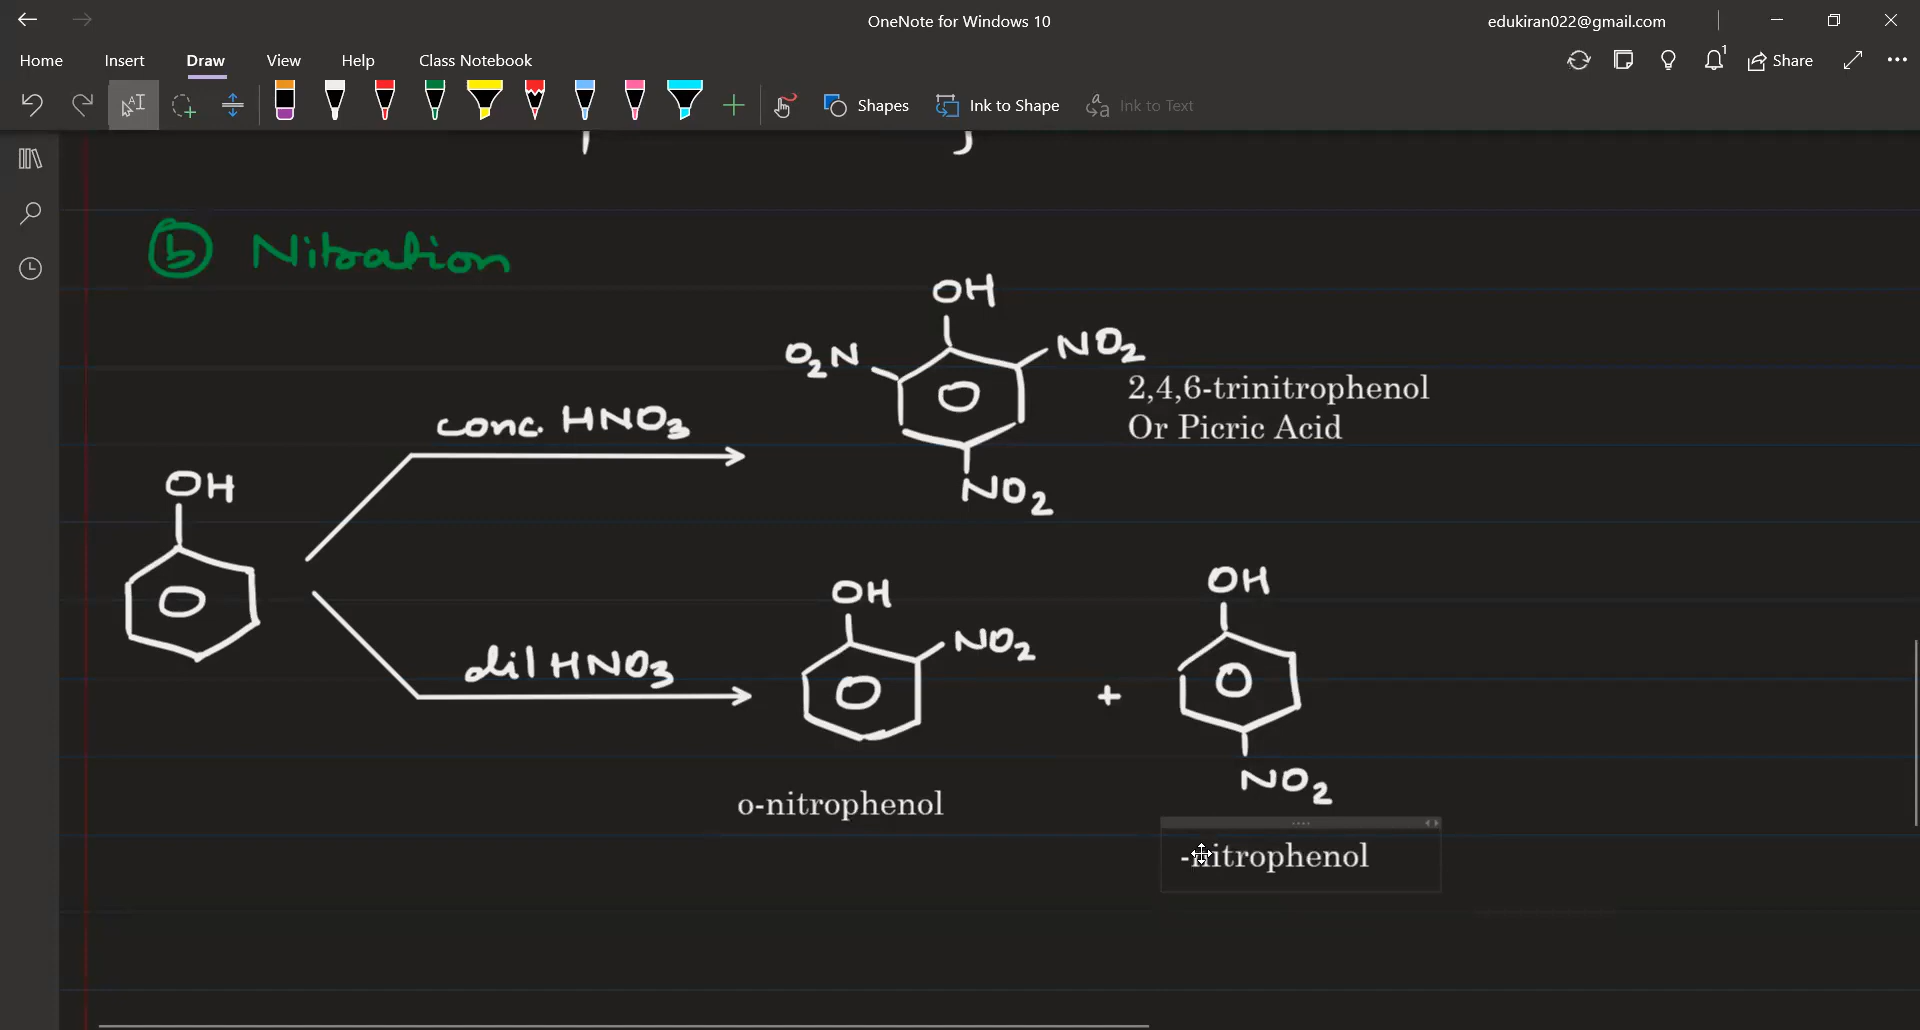 OneNote for Windows 10
edukiran022@gmail.com
Home Insert Draw View Help Class Notebook
1
Share
Shapes Ink to Shape Ink to Text
b Nitration
OH
O2N NO2
2,4,6-trinitrophenol
Or Picric Acid
NO2
conc. HNO3
OH
dil HNO3
OH
NO2
+
OH
NO2
o-nitrophenol
-nitrophenol